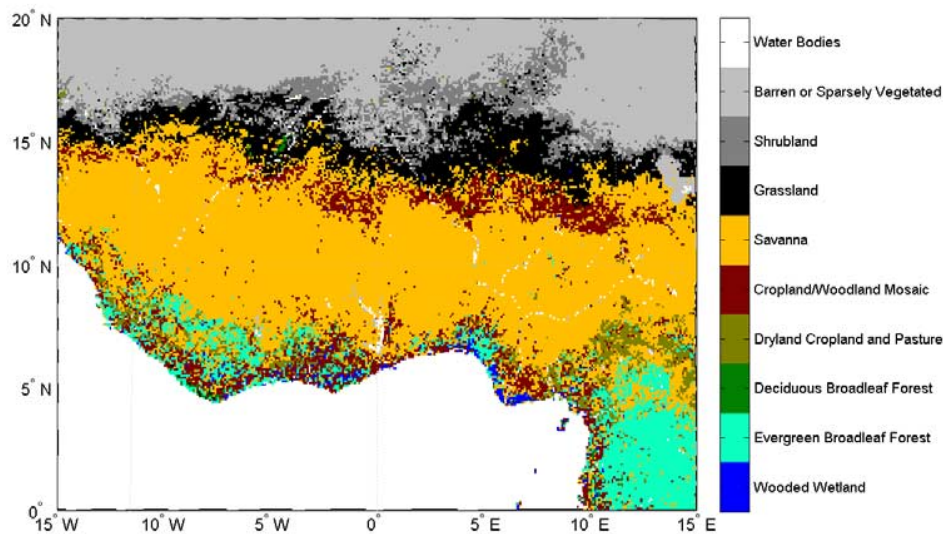 20° N
15° N
10° N
5° N
0°
15° W
10° W
5° W
0°
5° E
10° E
15° E
Water Bodies
Barren or Sparsely Vegetated
Shrubland
Grassland
Savanna
Cropland/Woodland Mosaic
Dryland Cropland and Pasture
Deciduous Broadleaf Forest
Evergreen Broadleaf Forest
Wooded Wetland